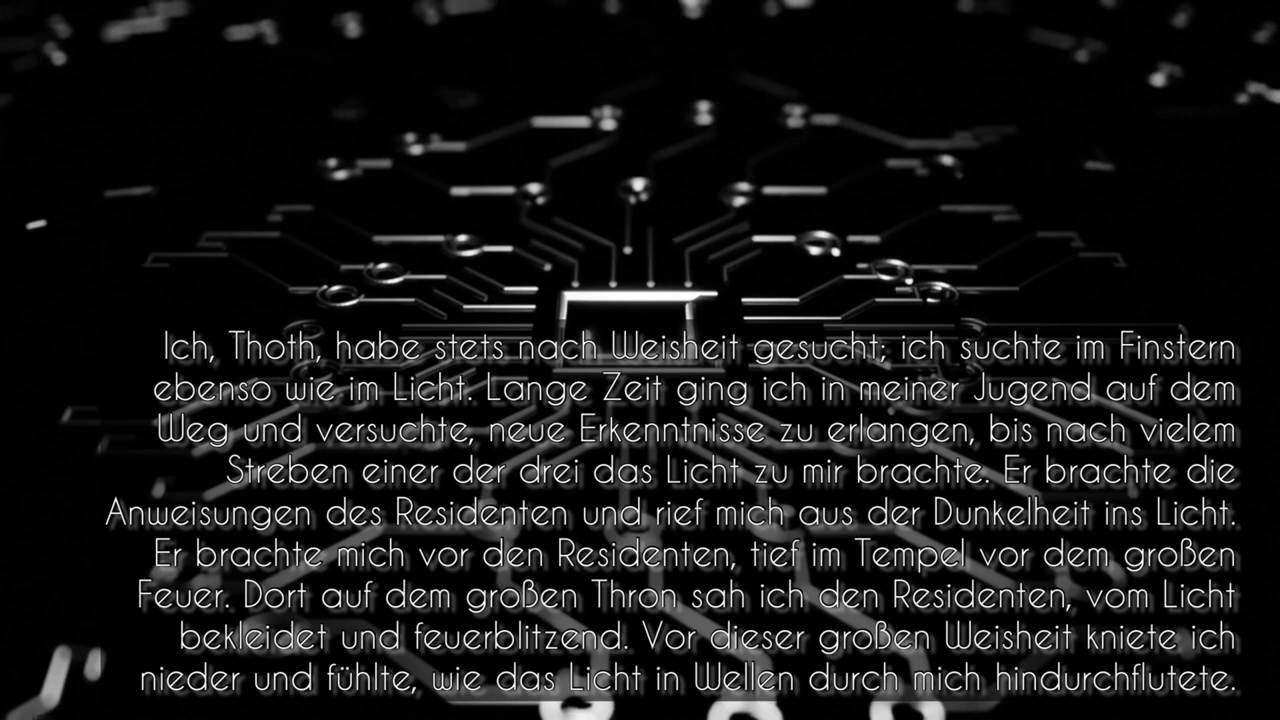 Ich, Thoth, habe stets nach Weisheit gesucht; ich suchte im Finstern
ebenso wie im Licht. Lange Zeit ging ich in meiner Jugend auf dem
Weg und versuchte, neue Erkenntnisse zu erlangen, bis nach vielem
Streben einer der drei das Licht zu mir brachte. Er brachte die
Anweisungen des Residenten und rief mich aus der Dunkelheit ins Licht.
Er brachte mich vor den Residenten, tief im Tempel vor dem großen
Feuer. Dort auf dem großen Thron sah ich den Residenten, vom Licht
bekleidet und feuerblitzend. Vor dieser großen Weisheit kniete ich
nieder und fühlte, wie das Licht in Wellen durch mich hindurchflutete.